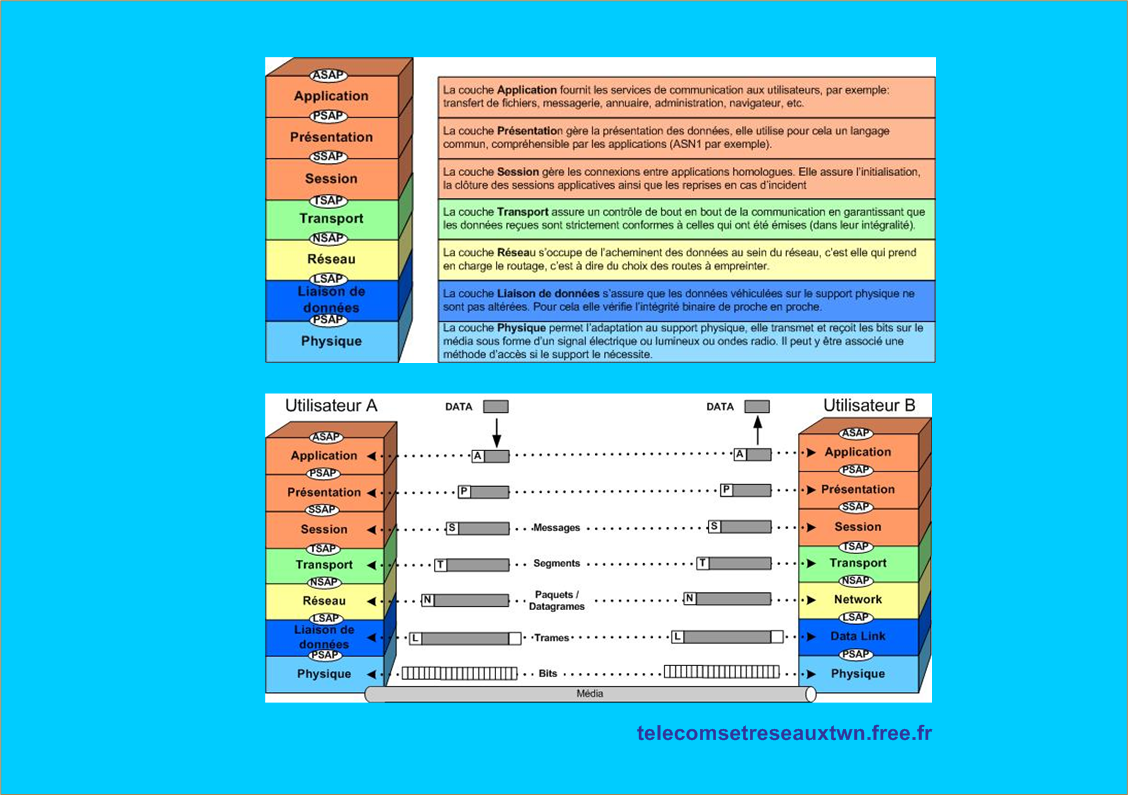 ASAP
Application
PSAP
Présentation
SSAP
Session
TSAP
Transport
NSAP
Réseau
LSAP
Liaison de
données
PSAP
Physique
La couche Application fournit les services de communication aux utilisateurs, par exemple:
transfert de fichiers, messagerie, annuaire, administration, navigateur, etc.
La couche Présentation gère la présentation des données, elle utilise pour cela un langage
commun, compréhensible par les applications (ASN1 par exemple).
La couche Session gère les connexions entre applications homologues. Elle assure l'initialisation,
la clôture des sessions applicatives ainsi que les reprises en cas d'incident
La couche Transport assure un contrôle de bout en bout de la communication en garantissant que
les données reçues sont strictement conformes à celles qui ont été émises (dans leur intégralité).
La couche Réseau s'occupe de l'acheminent des données au sein du réseau, c'est elle qui prend
en charge le routage, c'est à dire du choix des routes à empreinter.
La couche Liaison de données s'assure que les données véhiculées sur le support physique ne
sont pas altérées. Pour cela elle vérifie l'intégrité binaire de proche en proche.
La couche Physique permet l'adaptation au support physique, elle transmet et reçoit les bits sur le
média sous forme d'un signal électrique ou lumineux ou ondes radio. Il peut y être associé une
méthode d'accès si le support le nécessite.
Utilisateur A DATA DATA Utilisateur B
ASAP ASAP
Application A A Application
PSAP PSAP
Présentation P P Présentation
SSAP SSAP
Session S Messages S Session
TSAP TSAP
Transport T Segments T Transport
NSAP NSAP
Réseau N Paquets / N Network
Datagrames
LSAP LSAP
Liaison de
données L Trames L Data Link
PSAP PSAP
Physique Bits Physique
Média
telecomsetreseauxtwn.free.fr